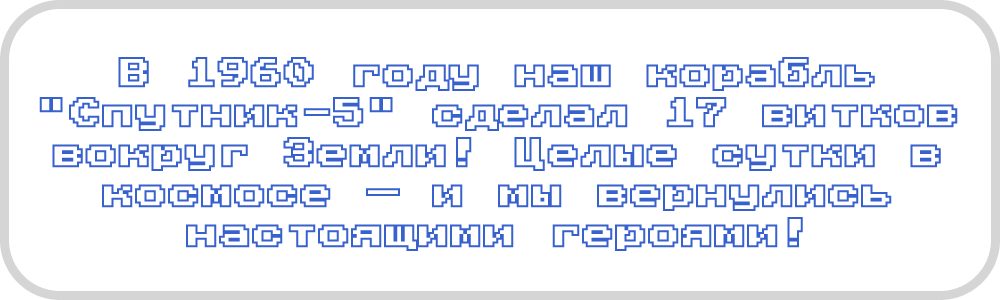 В 1960 году наш корабль
"Спутник-5" сделал 17 витков
вокруг Земли! Целые сутки в
космосе — и мы вернулись
настоящими героями!